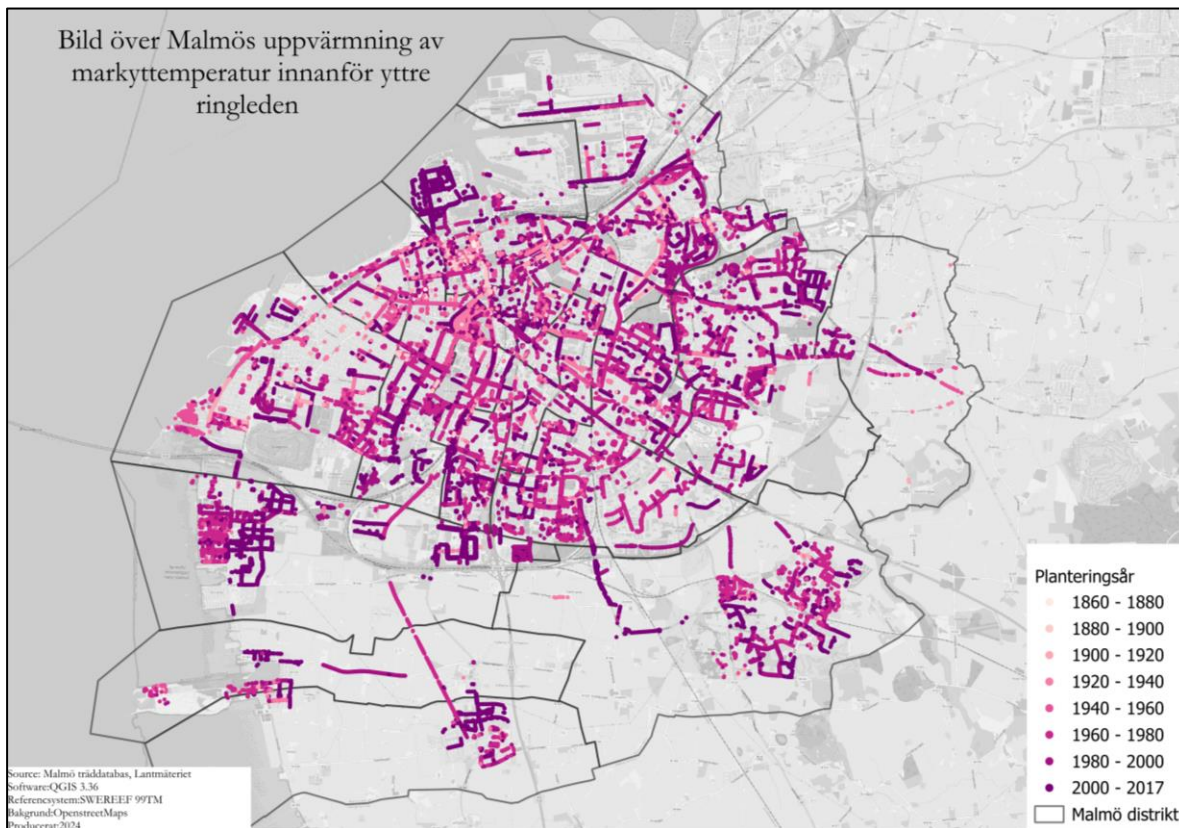 Bild över Malmös uppvärmning av
markyttemperatur innanför yttre
ringleden
Planteringsår
1860 - 1880
1880 - 1900
1900 - 1920
1920 - 1940
1940 - 1960
1960 - 1980
1980 - 2000
2000 - 2017
Malmö distrikt
Source: Malmö träddatabas, Lantmäteriet
Software:QGIS 3.36
Referencsystem:SWEREEF 99TM
Bakgrund:OpenstreetMaps
Producerat:2024